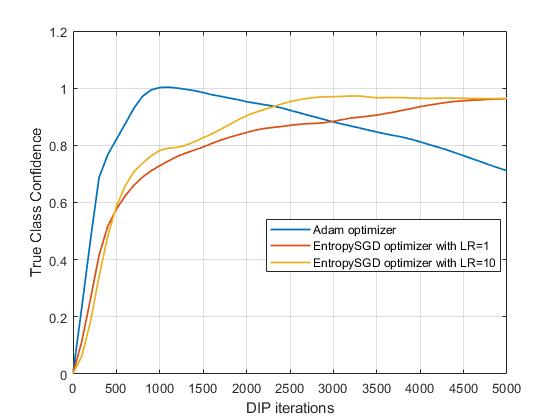 1.2
1
0.8
0.6
0.4
0.2
0
True Class Confidence
Adam optimizer
EntropySGD optimizer with LR=1
EntropySGD optimizer with LR=10
0 500 1000 1500 2000 2500 3000 3500 4000 4500 5000
DIP iterations